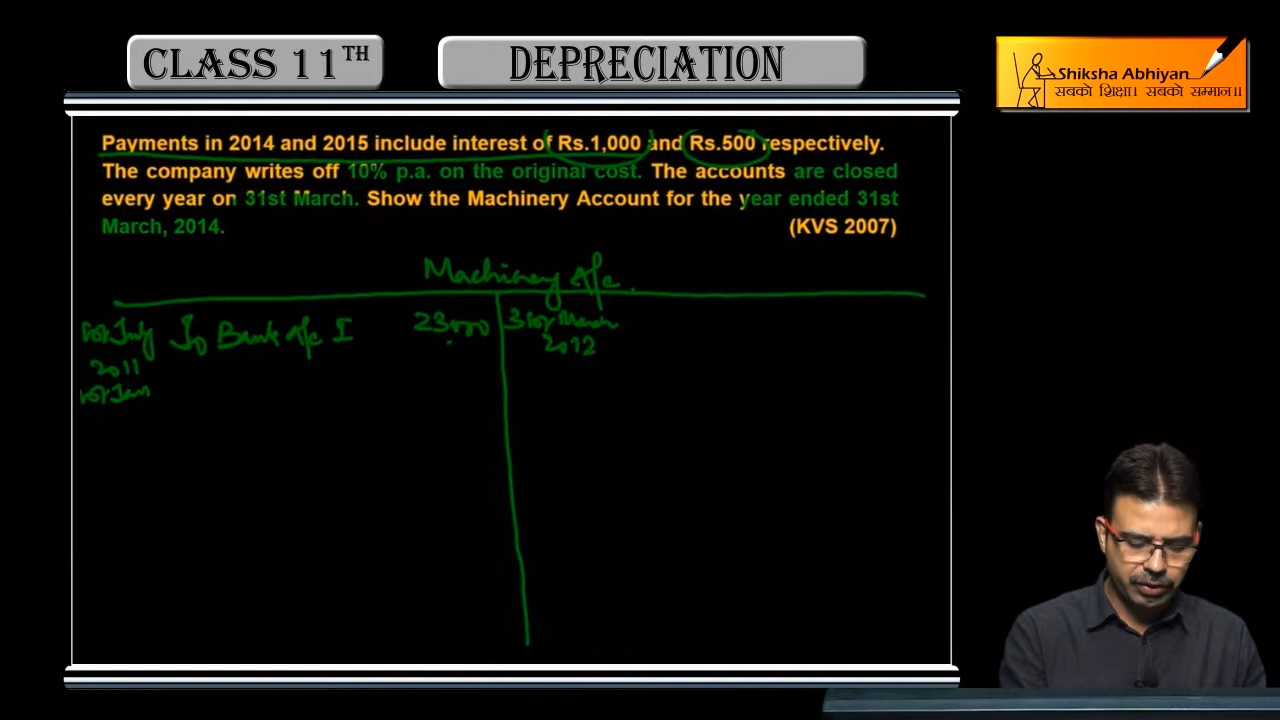 CLASS 11TH
DEPRECIATION
Shiksha Abhiyan
सबको शिक्षा। सबको सम्मान॥
Payments in 2014 and 2015 include interest of Rs.1,000 and Rs.500 respectively.
The company writes off 10% p.a. on the original cost. The accounts are closed
every year on 31st March. Show the Machinery Account for the year ended 31st
March, 2014. (KVS 2007)
Machinery A/c.
1st July To Bank A/c I 23000 31st March
2011 2012
1st Jan